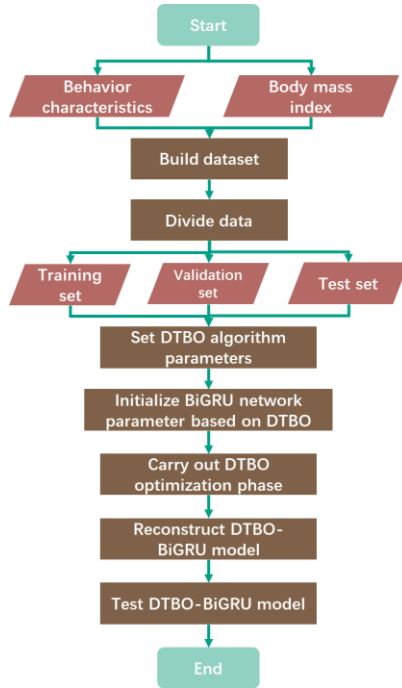 Start
Behavior
characteristics
Body mass
index
Build dataset
Divide data
Training
set
Validation
set
Test set
Set DTBO algorithm
parameters
Initialize BiGRU network
parameter based on DTBO
Carry out DTBO
optimization phase
Reconstruct DTBO-
BiGRU model
Test DTBO-BiGRU model
End